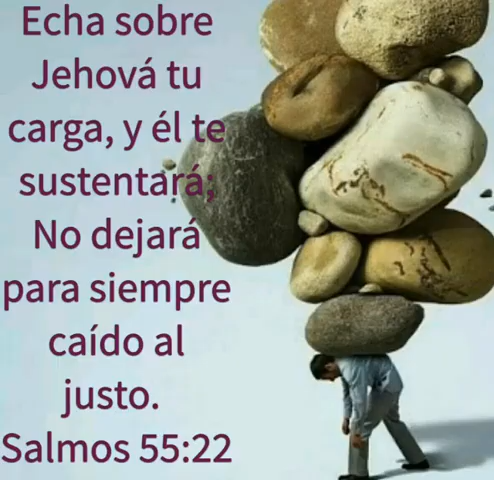 Echa sobre
Jehová tu
carga, y él te
sustentará;
No dejará
para siempre
caído al
justo.
Salmos 55:22